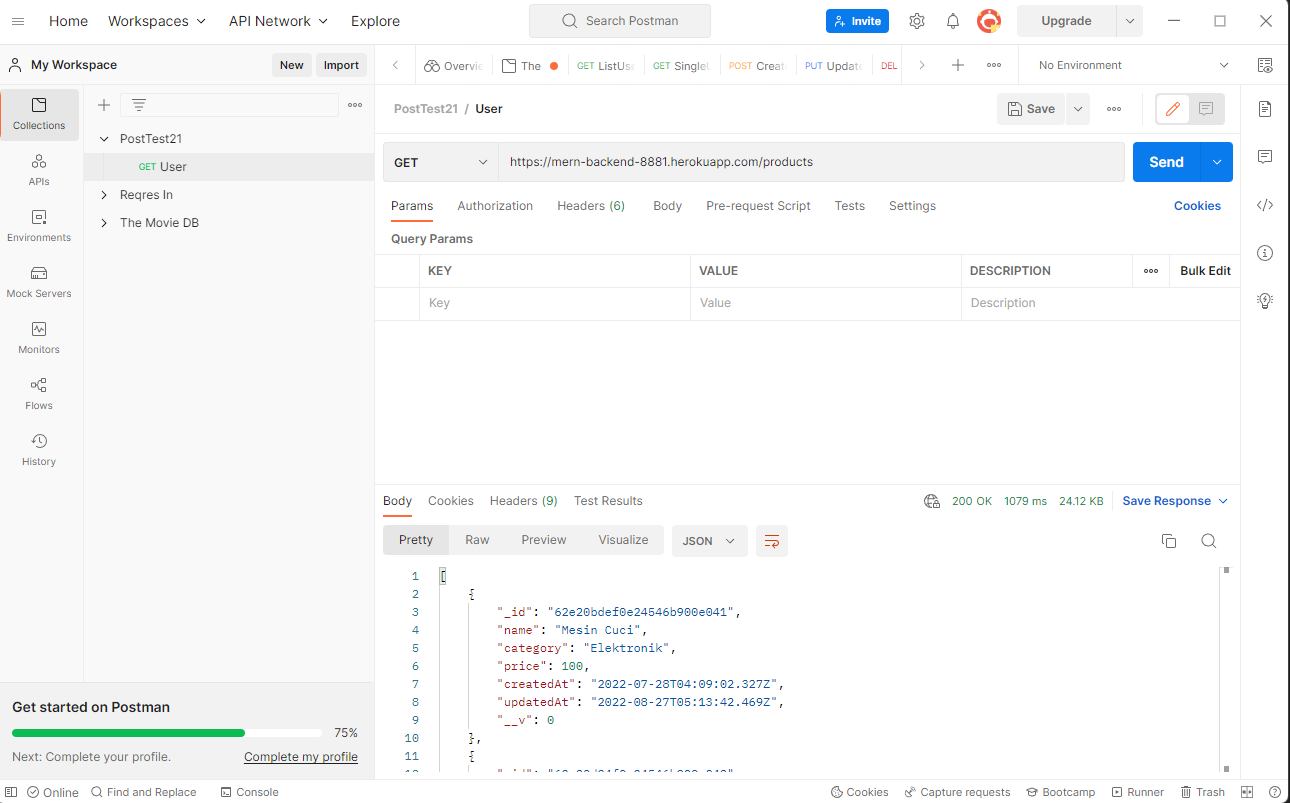 Home Workspaces API Network Explore Search Postman Invite Upgrade
My Workspace New Import Overvie The GET ListUse GET SingleU POST Creat PUT Update DEL No Environment
Collections
APIs
Environments
Mock Servers
Monitors
Flows
History
PostTest21
GET User
Reqres In
The Movie DB
Get started on Postman
75%
Next: Complete your profile. Complete my profile
PostTest21 / User Save
GET https://mern-backend-8881.herokuapp.com/products Send
Params Authorization Headers (6) Body Pre-request Script Tests Settings Cookies
Query Params
KEY VALUE DESCRIPTION Bulk Edit
Key Value Description
Body Cookies Headers (9) Test Results 200 OK 1079 ms 24.12 KB Save Response
Pretty Raw Preview Visualize JSON
1 [
2 {
3 "_id": "62e20bdef0e24546b900e041",
4 "name": "Mesin Cuci",
5 "category": "Elektronik",
6 "price": 100,
7 "createdAt": "2022-07-28T04:09:02.327Z",
8 "updatedAt": "2022-08-27T05:13:42.469Z",
9 "__v": 0
10 },
11 {
Online Find and Replace Console Cookies Capture requests Bootcamp Runner Trash